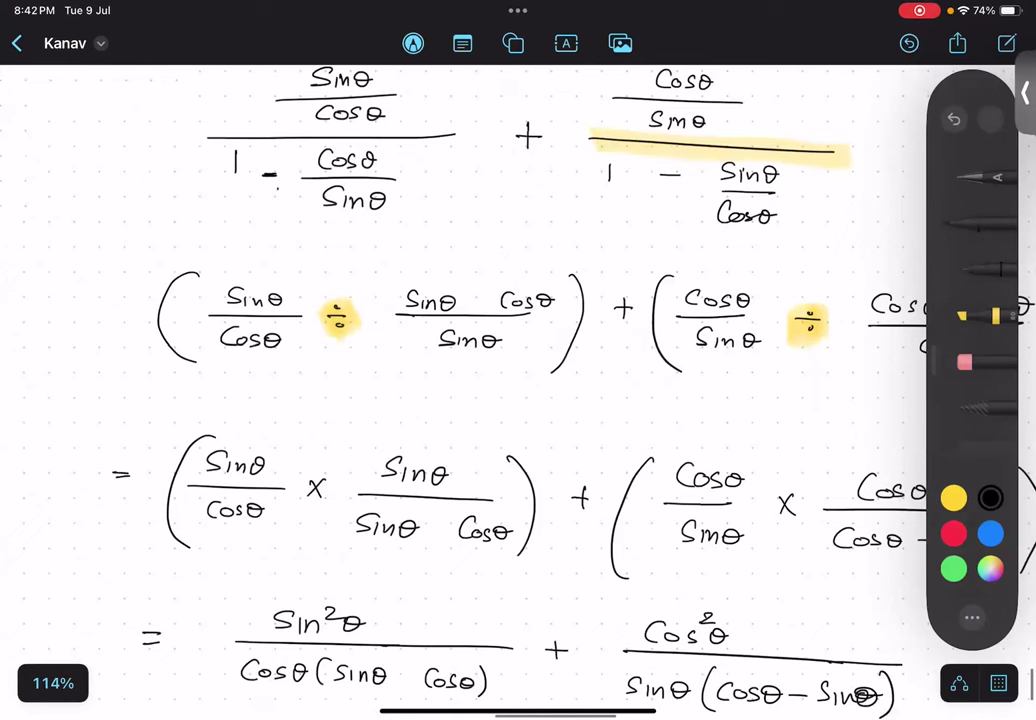 8:42 PM Tue 9 Jul 74%
Kanav
Sinθ/Cosθ / (1 - Cosθ/Sinθ) + Cosθ/Sinθ / (1 - Sinθ/Cosθ)
(Sinθ/Cosθ ÷ Sinθ Cosθ/Sinθ) + (Cosθ/Sinθ ÷
= (Sinθ/Cosθ × Sinθ/Sinθ Cosθ) + (Cosθ/Sinθ × Cosθ/Cosθ - )
= Sin²θ/Cosθ(Sinθ Cosθ) + Cos²θ/Sinθ(Cosθ - Sinθ)
114%